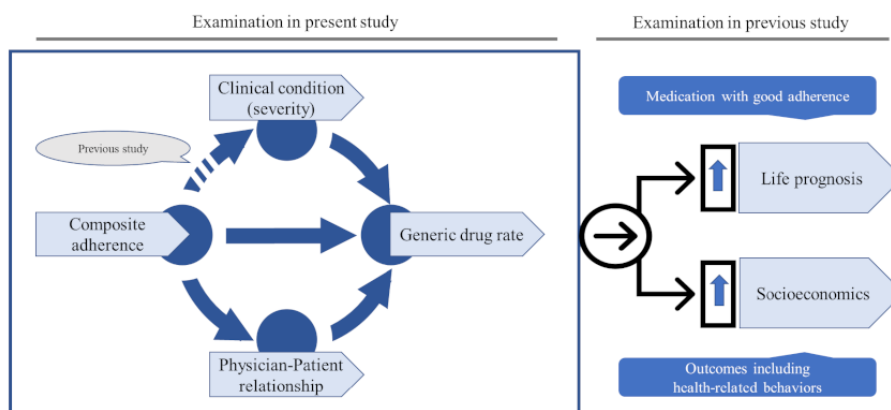 Examination in present study
Examination in previous study
Clinical condition
(severity)
Previous study
Composite
adherence
Generic drug rate
Physician-Patient
relationship
Medication with good adherence
Life prognosis
Socioeconomics
Outcomes including
health-related behaviors